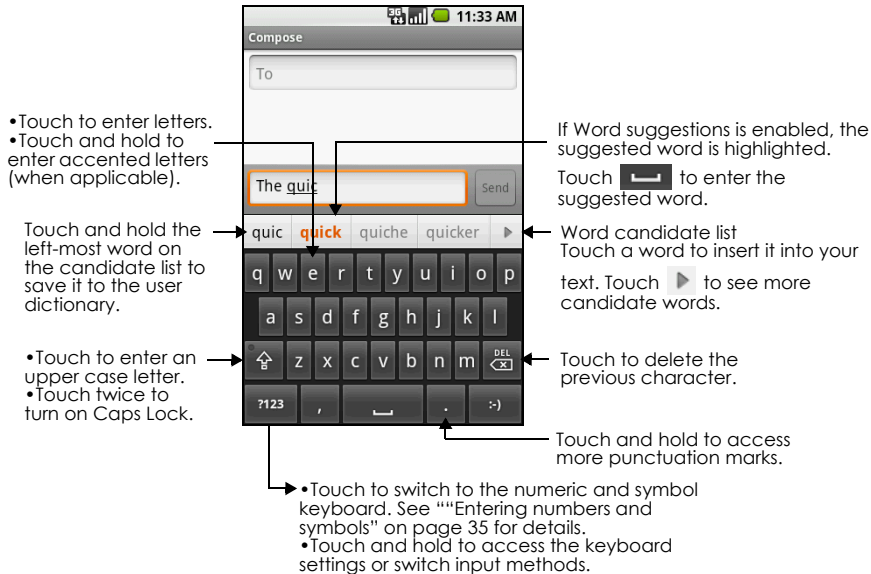 3G 11:33 AM
Compose
To
•Touch to enter letters.
•Touch and hold to
enter accented letters
(when applicable).
If Word suggestions is enabled, the
suggested word is highlighted.
Touch to enter the
suggested word.
The quic
Send
Touch and hold the
left-most word on
the candidate list to
save it to the user
dictionary.
quic quick quiche quicker
Word candidate list
Touch a word to insert it into your
text. Touch to see more
candidate words.
q w e r t y u i o p
a s d f g h j k l
•Touch to enter an
upper case letter.
•Touch twice to
turn on Caps Lock.
z x c v b n m DEL
Touch to delete the
previous character.
?123 , . :-)
Touch and hold to access
more punctuation marks.
•Touch to switch to the numeric and symbol
keyboard. See ““Entering numbers and
symbols” on page 35 for details.
•Touch and hold to access the keyboard
settings or switch input methods.